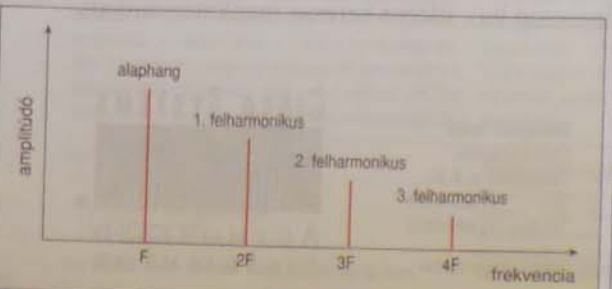 amplitúdó
alaphang
1. felharmonikus
2. felharmonikus
3. felharmonikus
F
2F
3F
4F
frekvencia